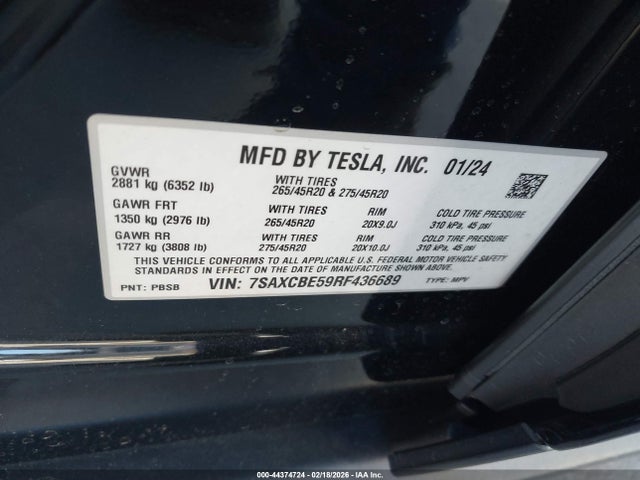 MFD BY TESLA, INC. 01/24
GVWR
2881 kg (6352 lb)
WITH TIRES
265/45R20 & 275/45R20
GAWR FRT
1350 kg (2976 lb)
WITH TIRES
265/45R20
RIM
20X9.0J
COLD TIRE PRESSURE
310 kPa, 45 psi
GAWR RR
1727 kg (3808 lb)
WITH TIRES
275/45R20
RIM
20X10.0J
COLD TIRE PRESSURE
310 kPa, 45 psi
THIS VEHICLE CONFORMS TO ALL APPLICABLE U.S. FEDERAL MOTOR VEHICLE SAFETY
STANDARDS IN EFFECT ON THE DATE OF MANUFACTURE SHOWN ABOVE.
PNT: PBSB
VIN: 7SAXCBE59RF436689
TYPE: MPV
000-44374724 - 02/18/2026 - IAA Inc.